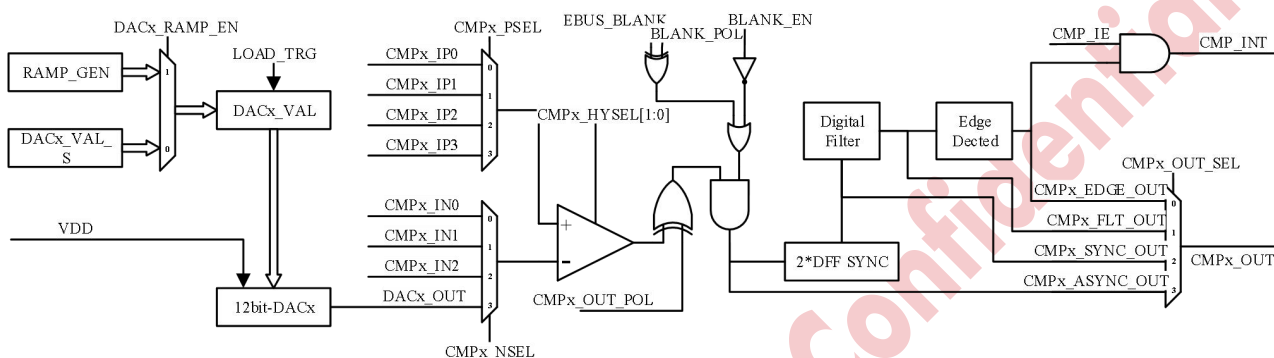 DACx_RAMP_EN
LOAD_TRG
RAMP_GEN
1
DACx_VAL
DACx_VAL_
S
0
VDD
12bit-DACx
CMPx_PSEL
CMPx_IP0
0
CMPx_IP1
1
CMPx_IP2
2
CMPx_IP3
3
CMPx_IN0
0
CMPx_IN1
1
CMPx_IN2
2
DACx_OUT
3
CMPx_NSEL
CMPx_HYSEL[1:0]
+
−
CMPx_OUT_POL
EBUS_BLANK
BLANK_POL
BLANK_EN
Digital
Filter
Edge
Dected
2*DFF SYNC
CMP_IE
CMP_INT
CMPx_OUT_SEL
CMPx_EDGE_OUT
0
CMPx_FLT_OUT
1
CMPx_SYNC_OUT
2
CMPx_ASYNC_OUT
3
CMPx_OUT
Confidential